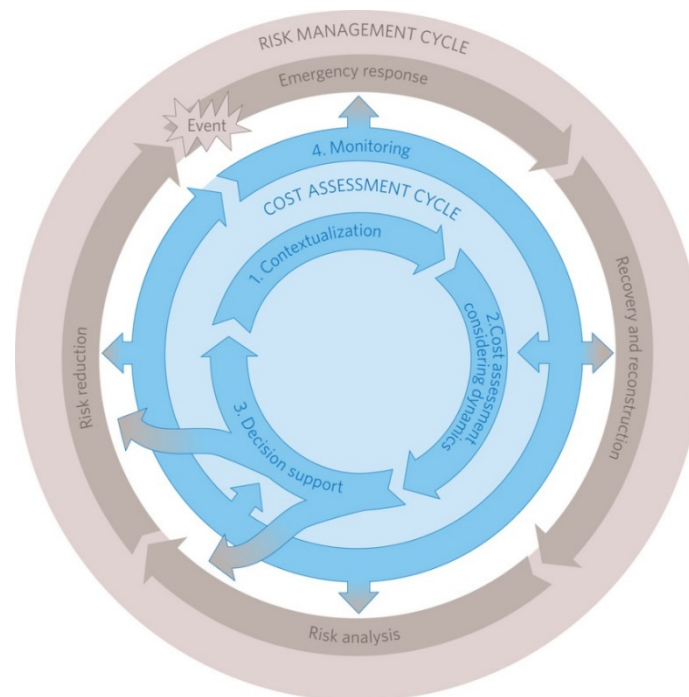 RISK MANAGEMENT CYCLE
Emergency response
Event
4. Monitoring
COST ASSESSMENT CYCLE
1. Contextualization
2.Cost assessment
considering dynamics
3. Decision support
Recovery and reconstruction
Risk reduction
Risk analysis